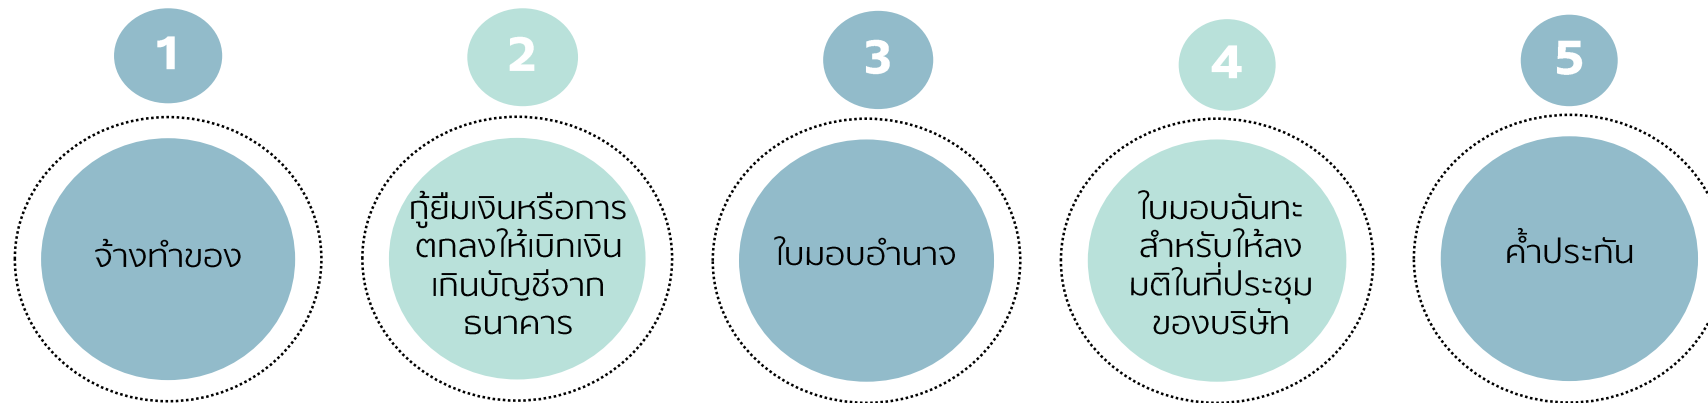 1
จ้างทำของ
2
กู้ยืมเงินหรือการ
ตกลงให้เบิกเงิน
เกินบัญชีจาก
ธนาคาร
3
ใบมอบอำนาจ
4
ใบมอบฉันทะ
สำหรับให้ลง
มติในที่ประชุม
ของบริษัท
5
ค้ำประกัน